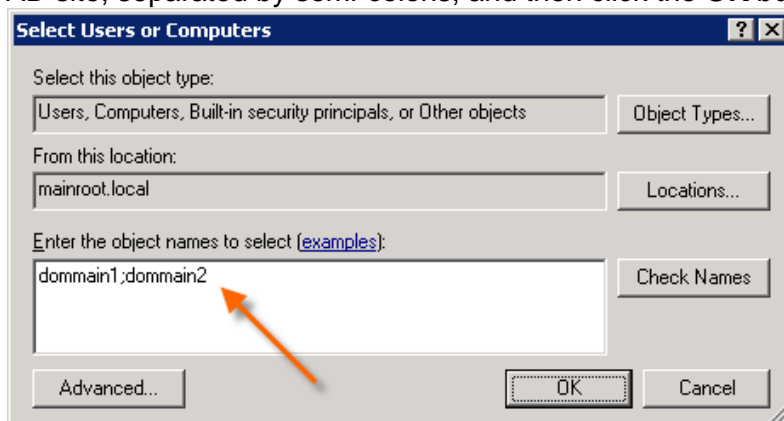 AD site, separated by semi-colons, and then click the OK bu
Select Users or Computers
Select this object type:
Users, Computers, Built-in security principals, or Other objects
Object Types...
From this location:
mainroot.local
Locations...
Enter the object names to select (examples):
dommain1;dommain2
Check Names
Advanced...
OK
Cancel